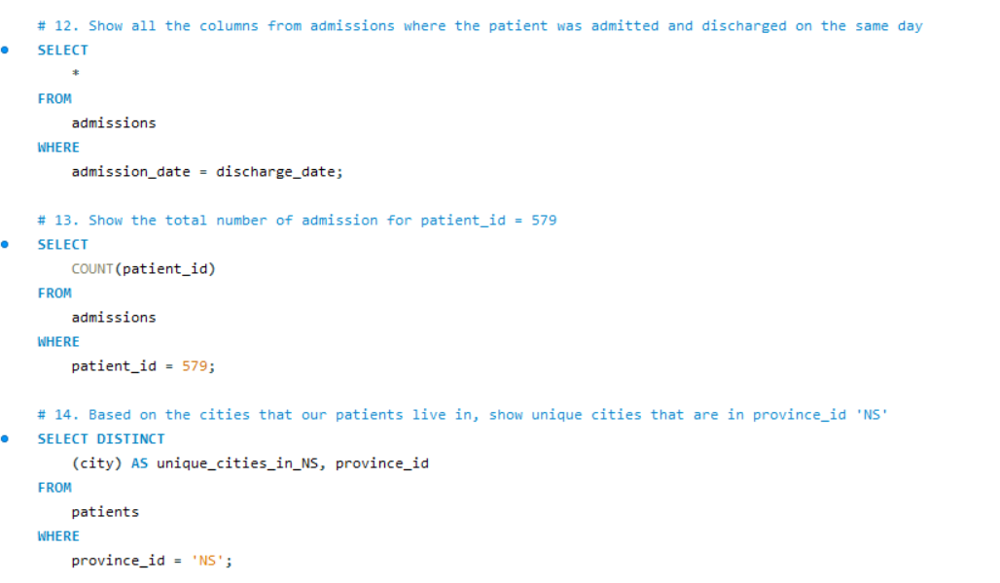 # 12. Show all the columns from admissions where the patient was admitted and discharged on the same day
SELECT
*
FROM
admissions
WHERE
admission_date = discharge_date;
# 13. Show the total number of admission for patient_id = 579
SELECT
COUNT(patient_id)
FROM
admissions
WHERE
patient_id = 579;
# 14. Based on the cities that our patients live in, show unique cities that are in province_id 'NS'
SELECT DISTINCT
(city) AS unique_cities_in_NS, province_id
FROM
patients
WHERE
province_id = 'NS';